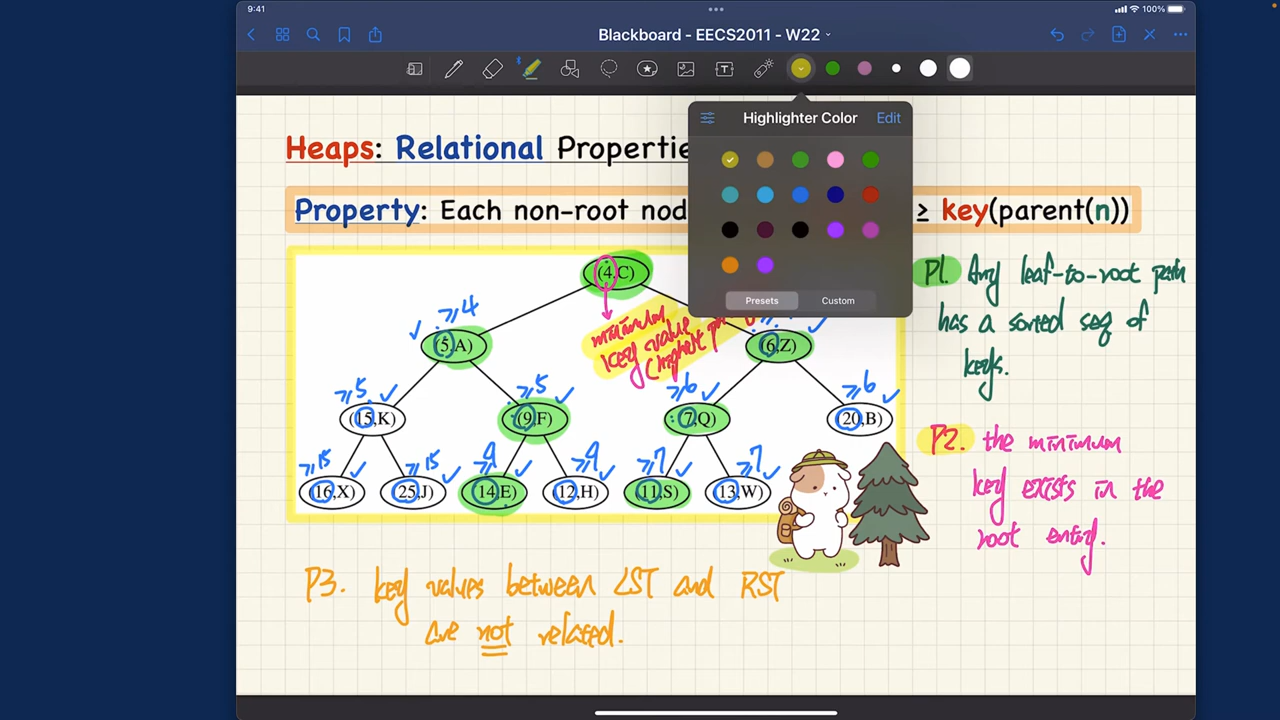 9:41
100%
Blackboard - EECS2011 - W22
Highlighter Color Edit
Presets Custom
Heaps: Relational Propertie
Property: Each non-root nod ≥ key(parent(n))
(4,C)
minimum
key value
(highest
≥4
(5,A) (6,Z)
≥5 ≥5 ≥6 ≥6
(15,K) (9,F) (7,Q) (20,B)
≥15 ≥15 ≥9 ≥9 ≥7 ≥7
(16,X) (25,J) (14,E) (12,H) (11,S) (13,W)
P1. Any leaf-to-root path
has a sorted seq of
keys.
P2. the minimum
key exists in the
root entry.
P3. key values between LST and RST
are not related.